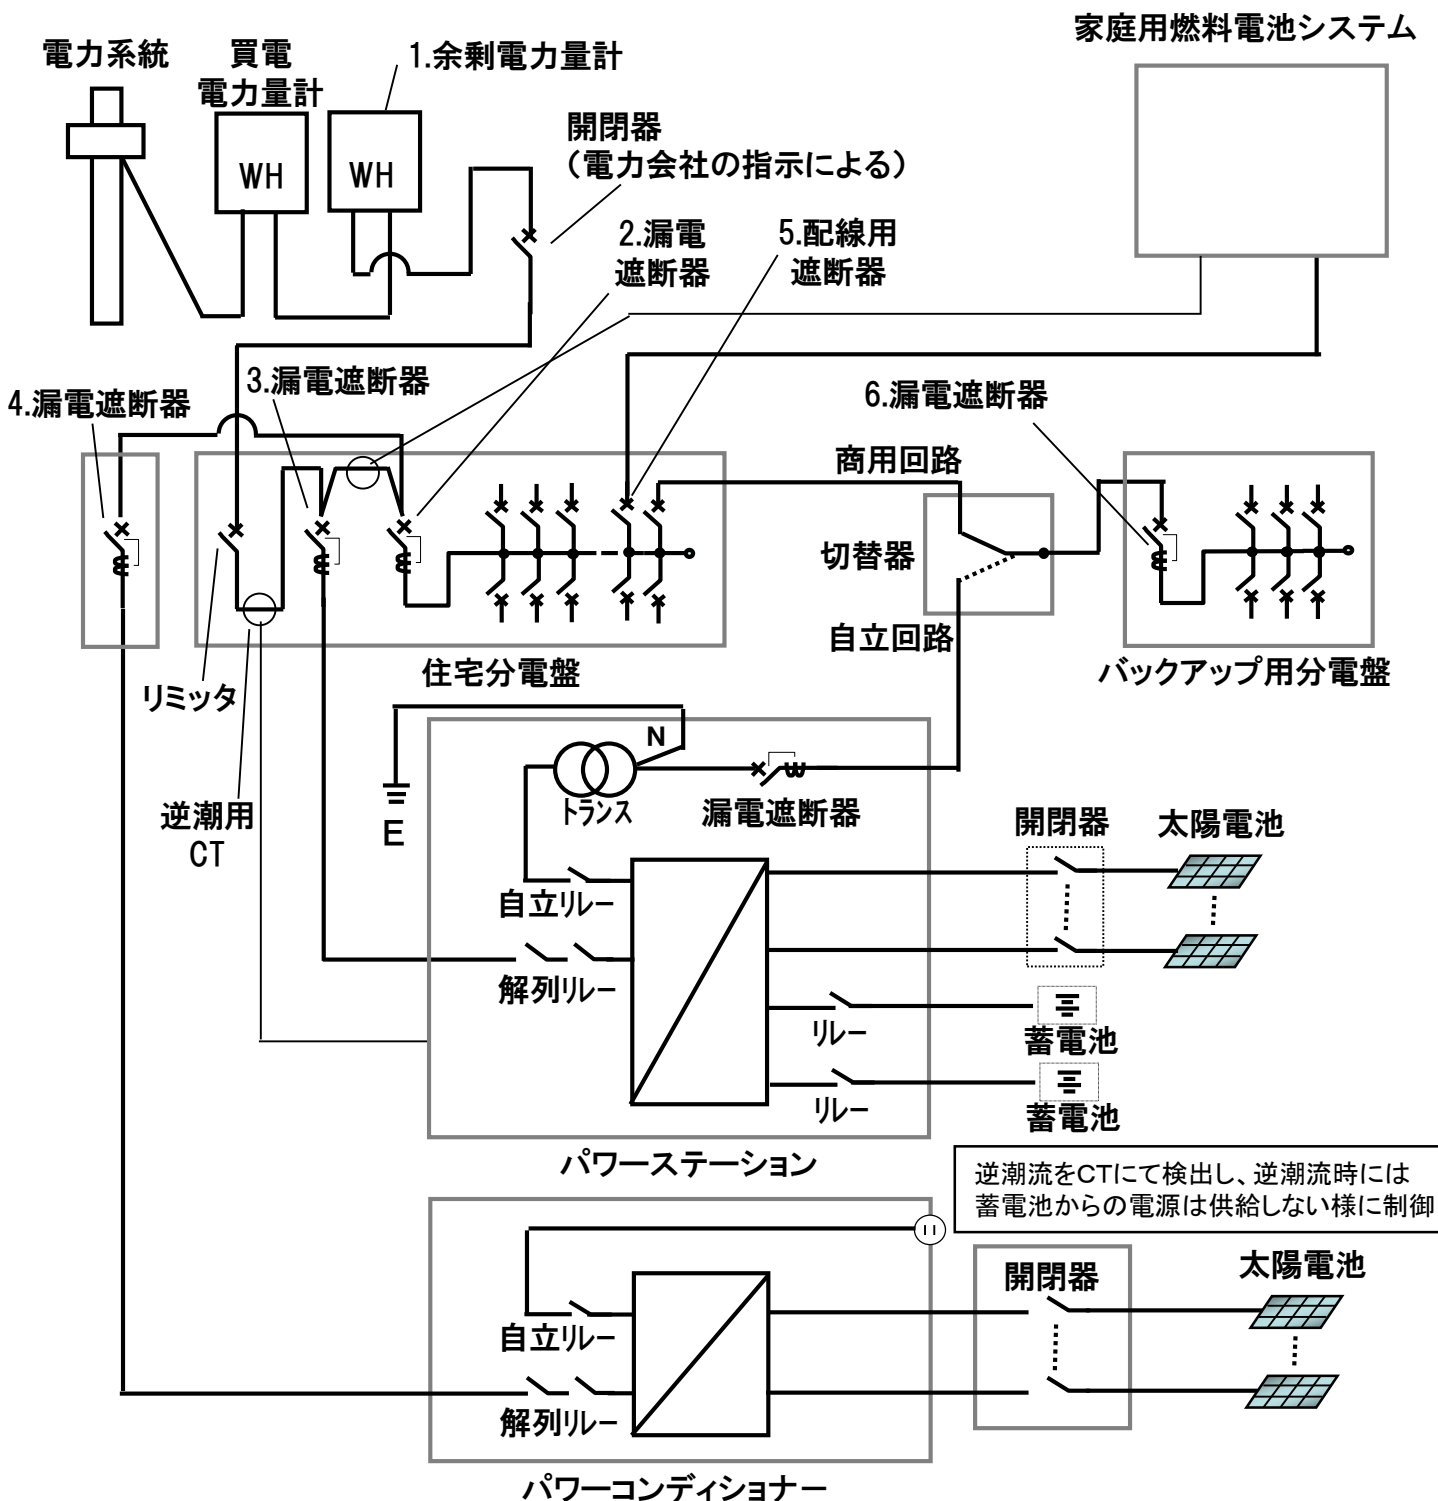 家庭用燃料電池システム
電力系統
買電
電力量計
1.余剰電力量計
開閉器
(電力会社の指示による)
WH
WH
2.漏電
遮断器
5.配線用
遮断器
3.漏電遮断器
4.漏電遮断器
6.漏電遮断器
商用回路
切替器
自立回路
住宅分電盤
バックアップ用分電盤
リミッタ
N
トランス
漏電遮断器
E
逆潮用
CT
開閉器
太陽電池
自立リレー
解列リレー
リレー
蓄電池
リレー
蓄電池
パワーステーション
逆潮流をCTにて検出し、逆潮流時には
蓄電池からの電源は供給しない様に制御
開閉器
太陽電池
自立リレー
解列リレー
パワーコンディショナー